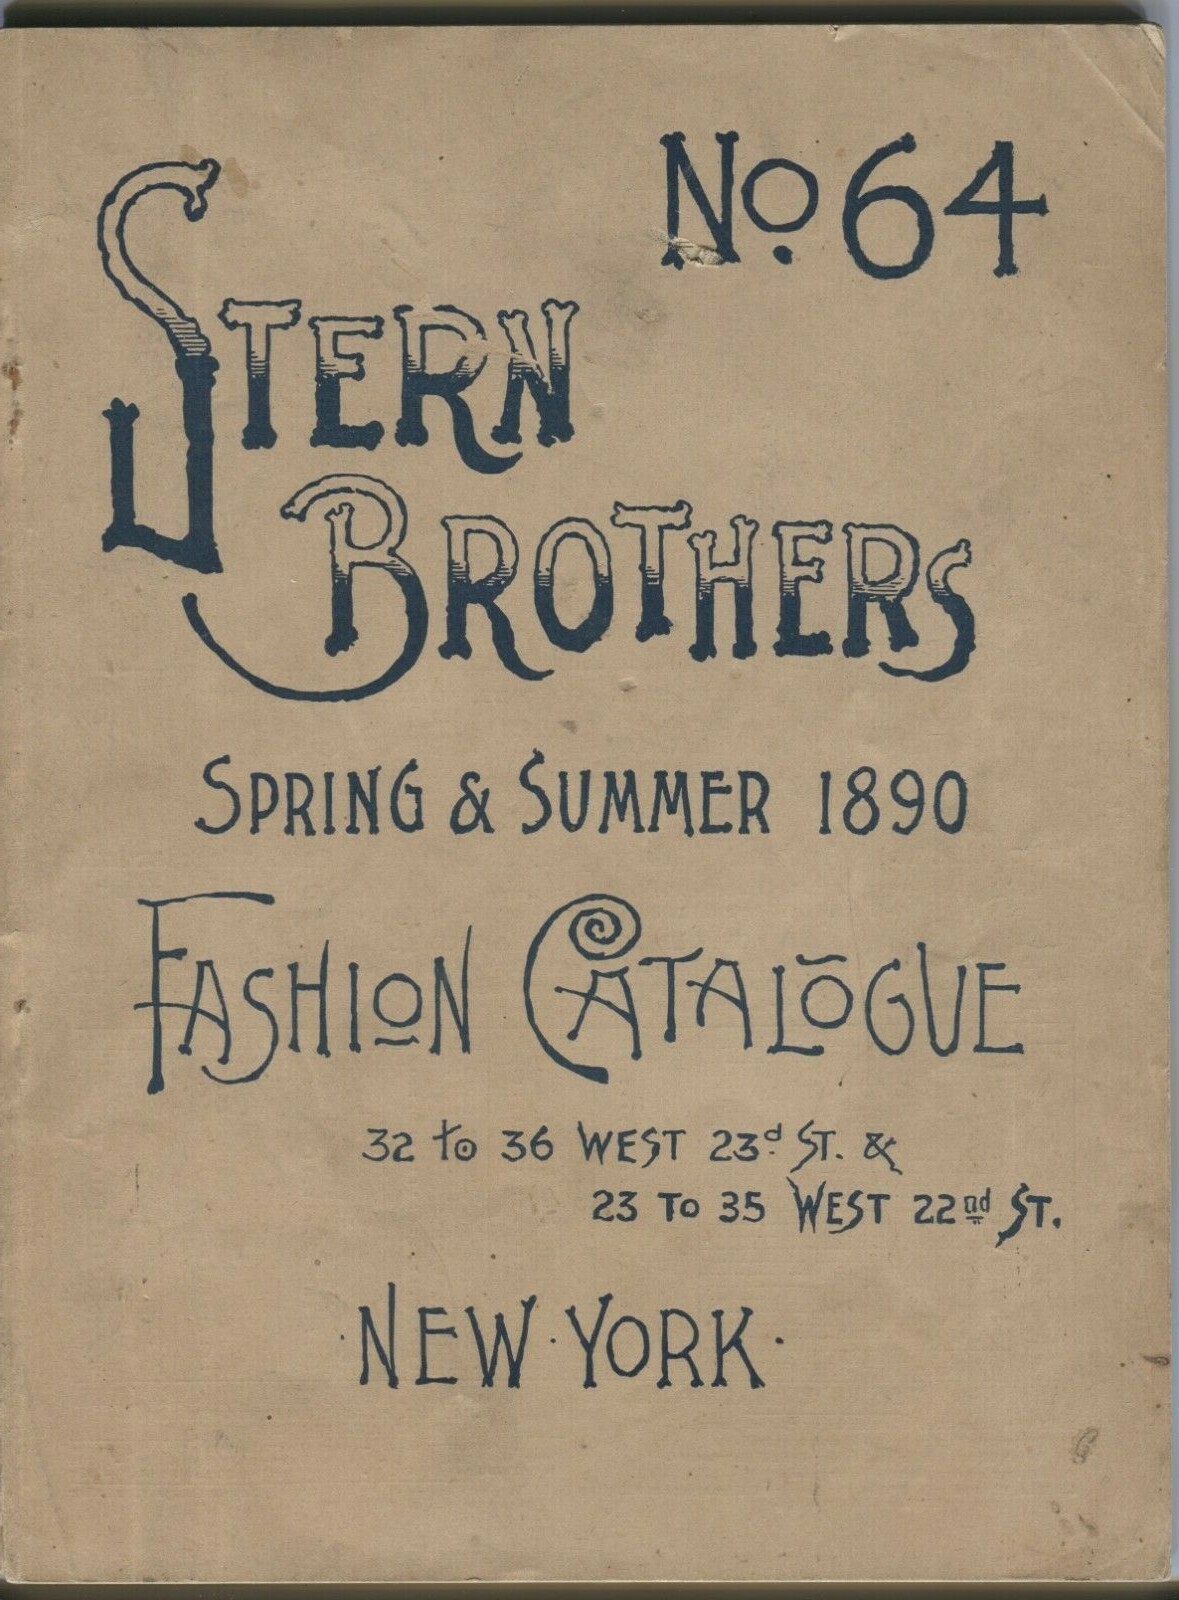 No. 64
STERN
BROTHERS
SPRING & SUMMER 1890
FASHION CATALOGUE
32 to 36 WEST 23d ST. &
23 TO 35 WEST 22nd ST.
·NEW·YORK·